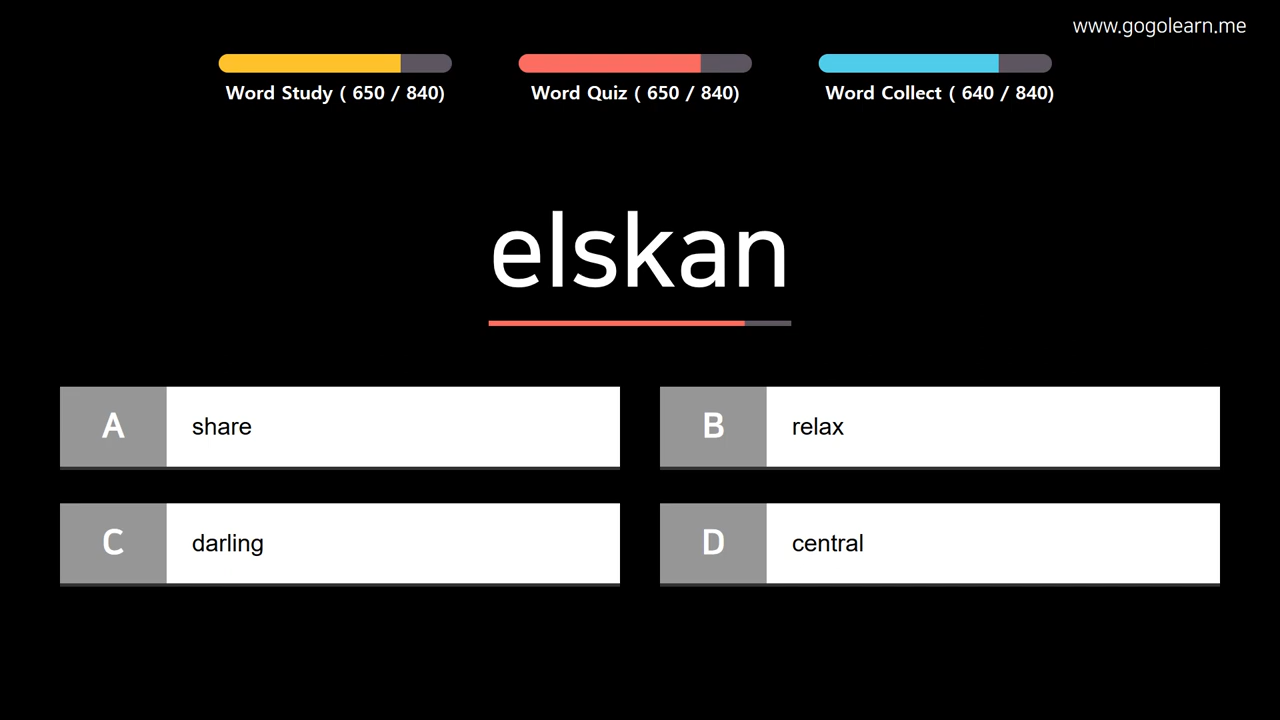 www.gogolearn.me
Word Study ( 650 / 840)
Word Quiz ( 650 / 840)
Word Collect ( 640 / 840)
elskan
A share
B relax
C darling
D central